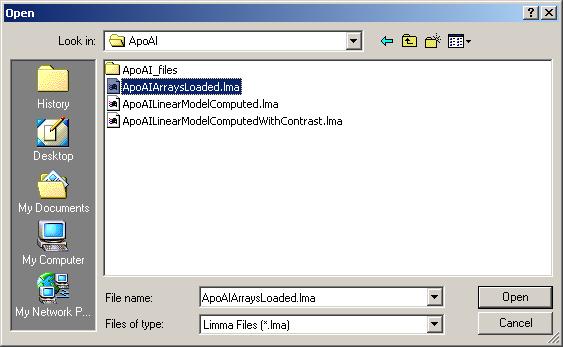 Open
Look in: ApoAI
History
Desktop
My Documents
My Computer
My Network P...
ApoAI_files
ApoAIArraysLoaded.lma
ApoAILinearModelComputed.lma
ApoAILinearModelComputedWithContrast.lma
File name: ApoAIArraysLoaded.lma Open
Files of type: Limma Files (*.lma) Cancel